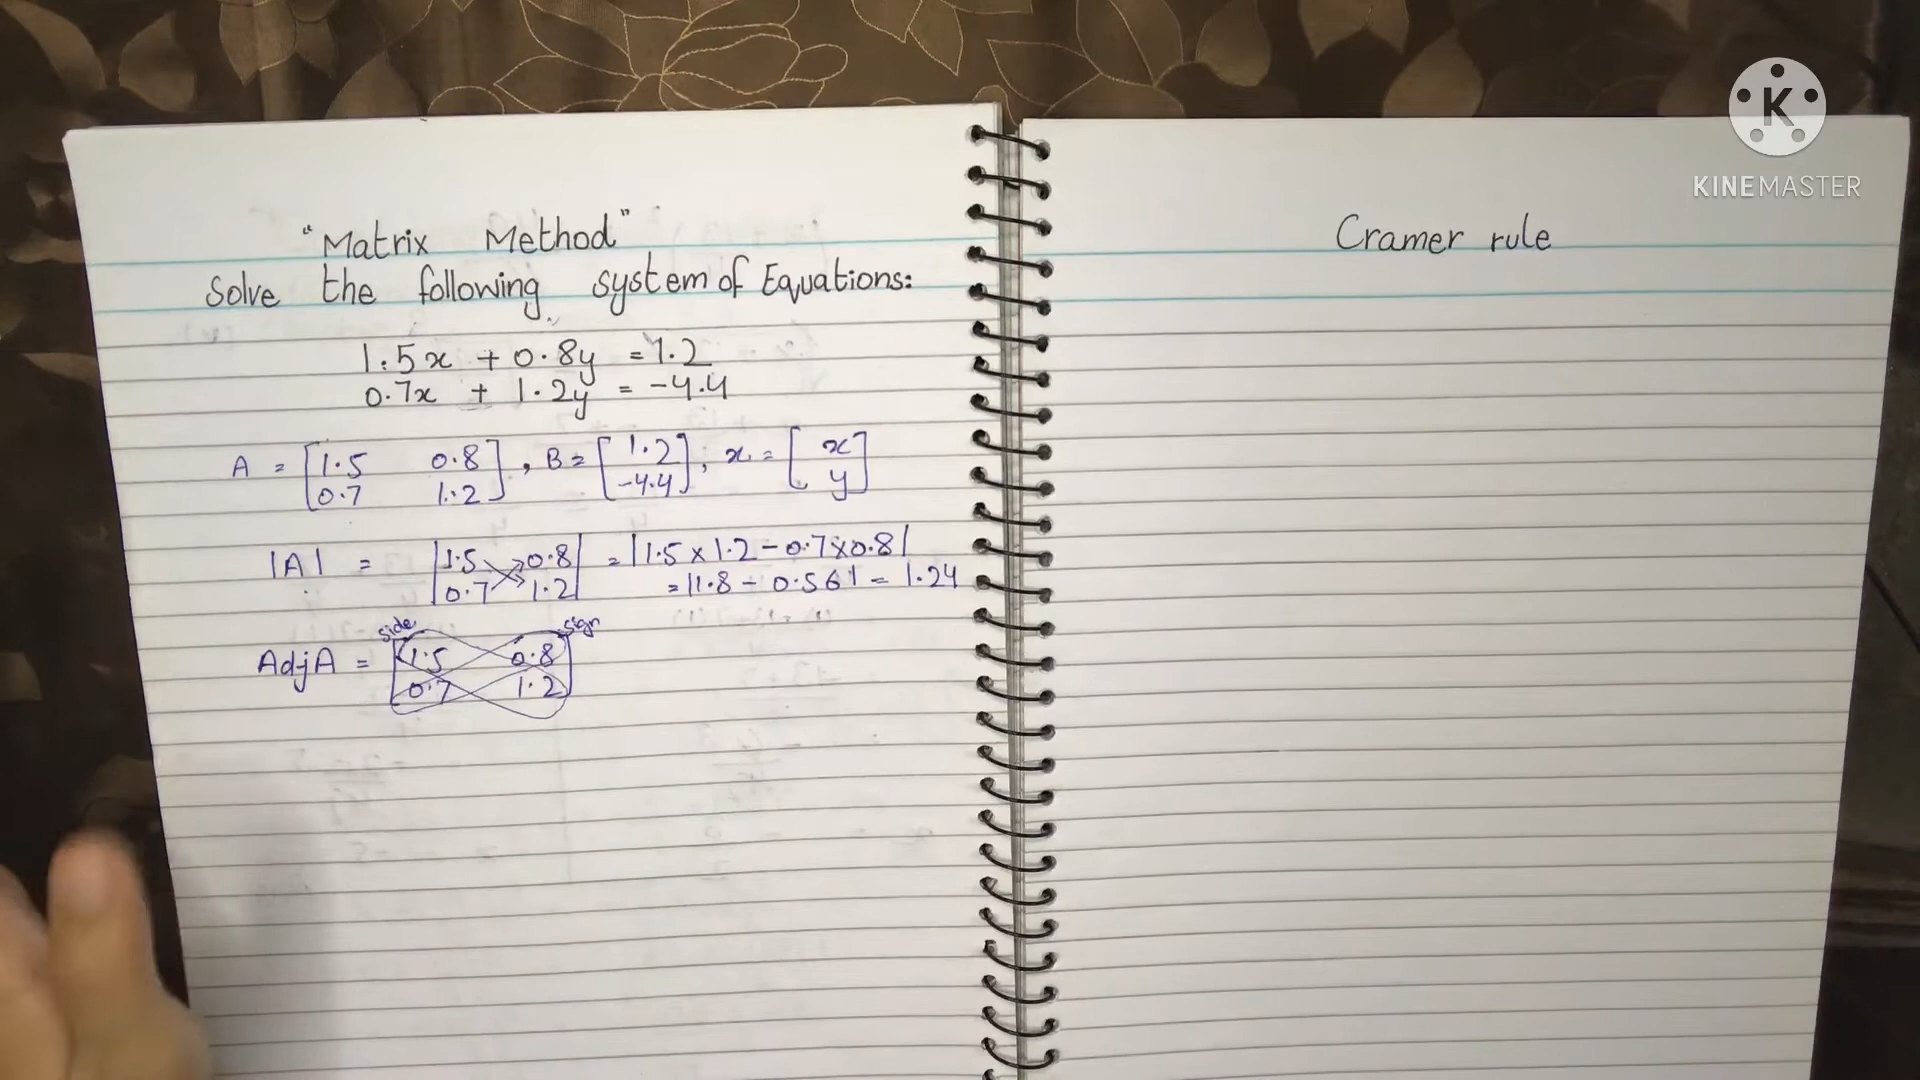 "Matrix Method"
Solve the following system of Equations:
1.5x + 0.8y = 1.2
0.7x + 1.2y = -4.4
A = [1.5 0.8 0.7 1.2], B = [1.2 -4.4], x = [x y]
|A| = |1.5 0.8 0.7 1.2| = |1.5 x 1.2 - 0.7 x 0.8|
= |1.8 - 0.56| = 1.24
side sign
AdjA = [1.5 0.8 0.7 1.2]
Cramer rule
K
KINEMASTER